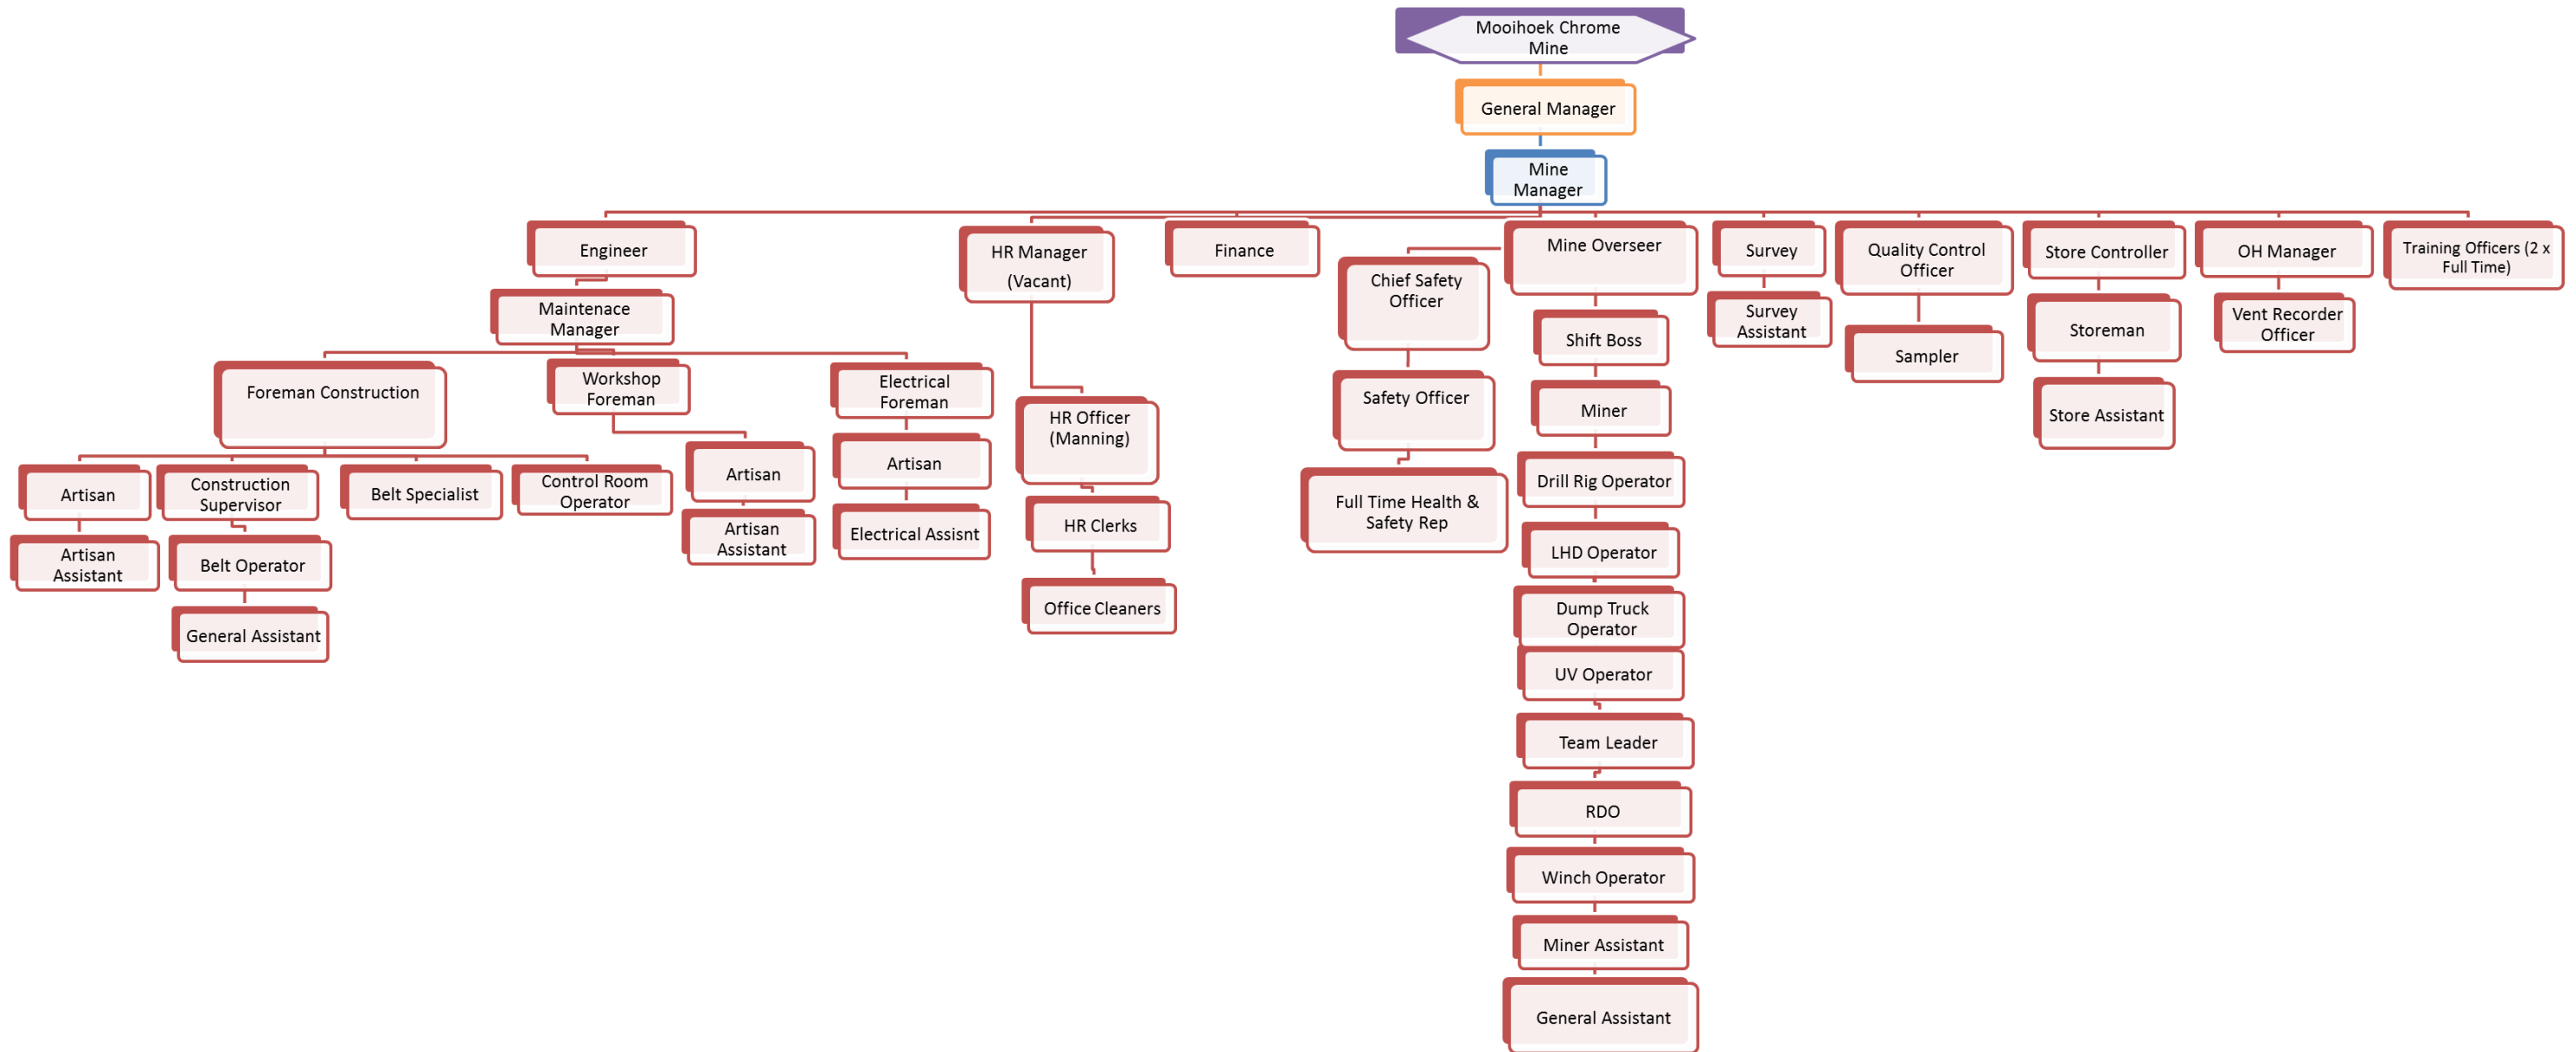 Mooihoek Chrome
Mine
General Manager
Mine
Manager
Engineer
HR Manager
(Vacant)
Finance
Mine Overseer
Survey
Quality Control
Officer
Store Controller
OH Manager
Training Officers (2 x
Full Time)
Maintenace
Manager
Foreman Construction
Workshop
Foreman
Electrical
Foreman
Artisan
Construction
Supervisor
Belt Specialist
Control Room
Operator
Artisan
Assistant
Belt Operator
General Assistant
Artisan
Artisan
Assistant
Artisan
Electrical Assisnt
HR Officer
(Manning)
HR Clerks
Office Cleaners
Chief Safety
Officer
Safety Officer
Full Time Health &
Safety Rep
Shift Boss
Miner
Drill Rig Operator
LHD Operator
Dump Truck
Operator
UV Operator
Team Leader
RDO
Winch Operator
Miner Assistant
General Assistant
Survey
Assistant
Sampler
Storeman
Store Assistant
Vent Recorder
Officer